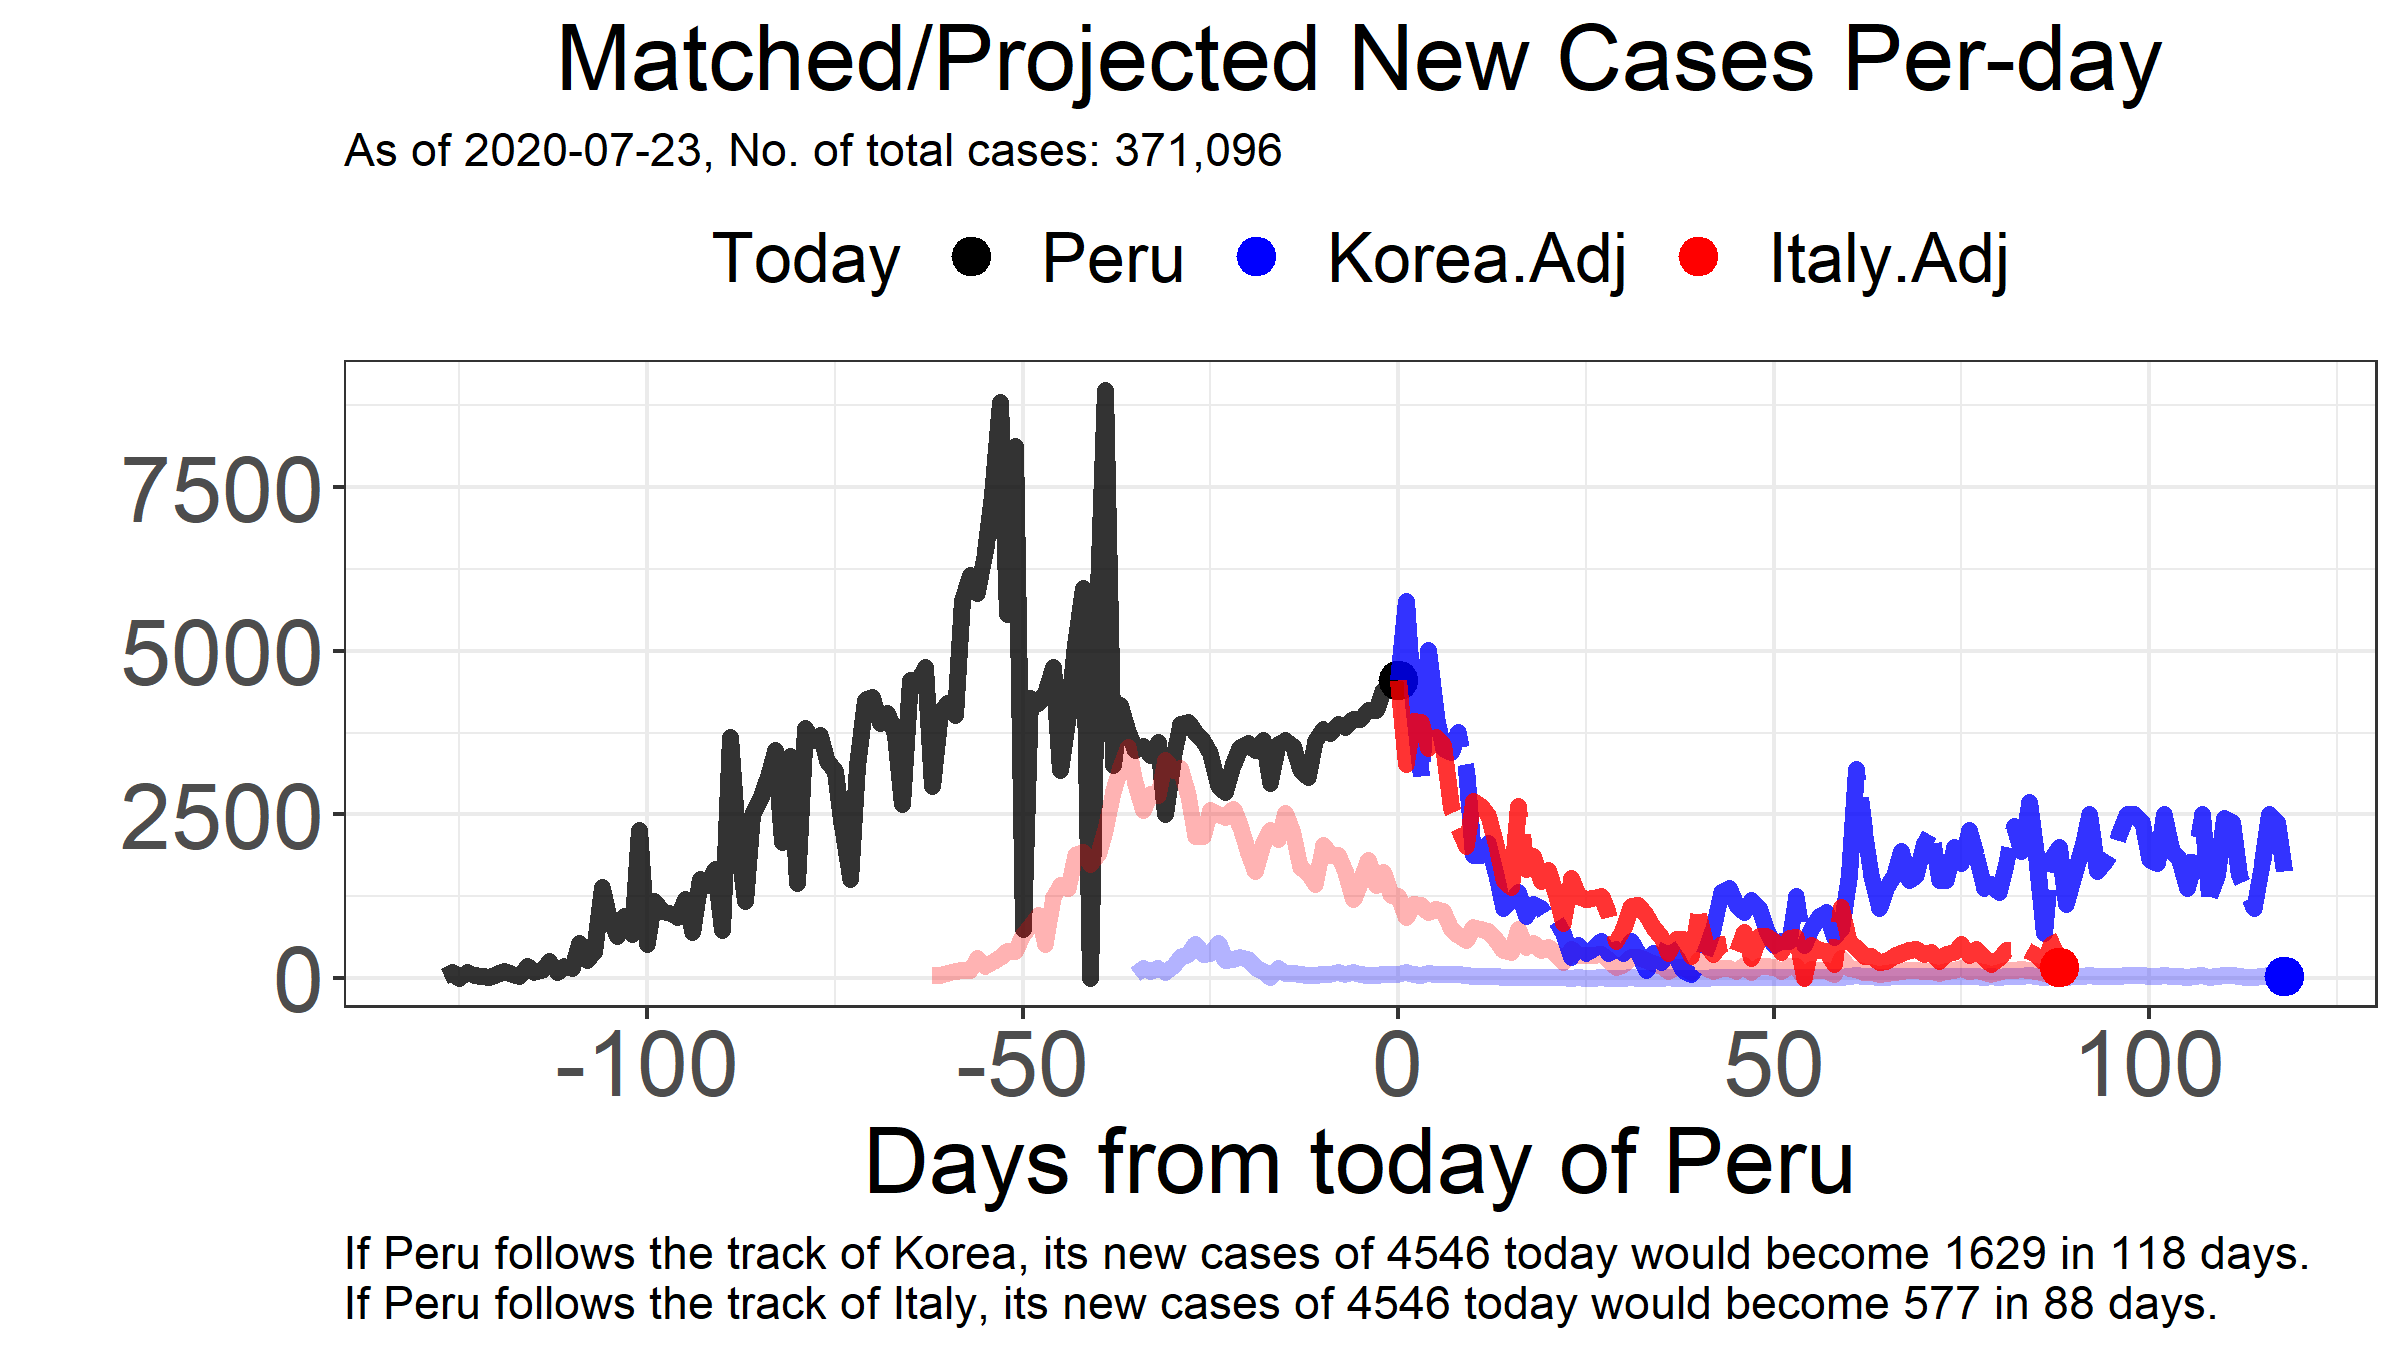 Matched/Projected New Cases Per-day
As of 2020-07-23, No. of total cases: 371,096
Today Peru Korea.Adj Italy.Adj
7500
5000
2500
0
-100 -50 0 50 100
Days from today of Peru
If Peru follows the track of Korea, its new cases of 4546 today would become 1629 in 118 days.
If Peru follows the track of Italy, its new cases of 4546 today would become 577 in 88 days.